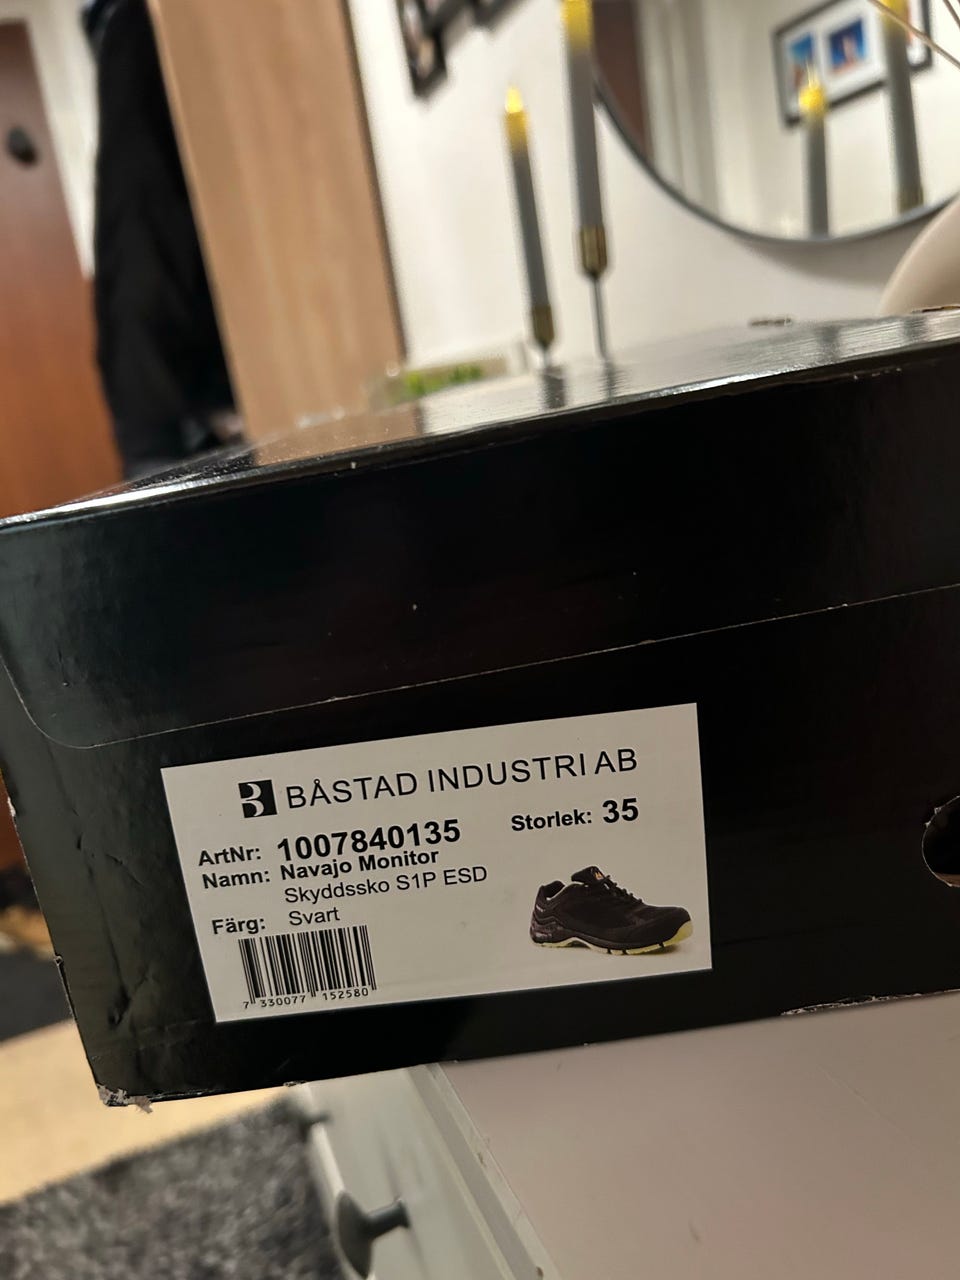 BÅSTAD INDUSTRI AB
ArtNr: 1007840135 Storlek: 35
Namn: Navajo Monitor
Skyddssko S1P ESD
Färg: Svart
7 330077 152580